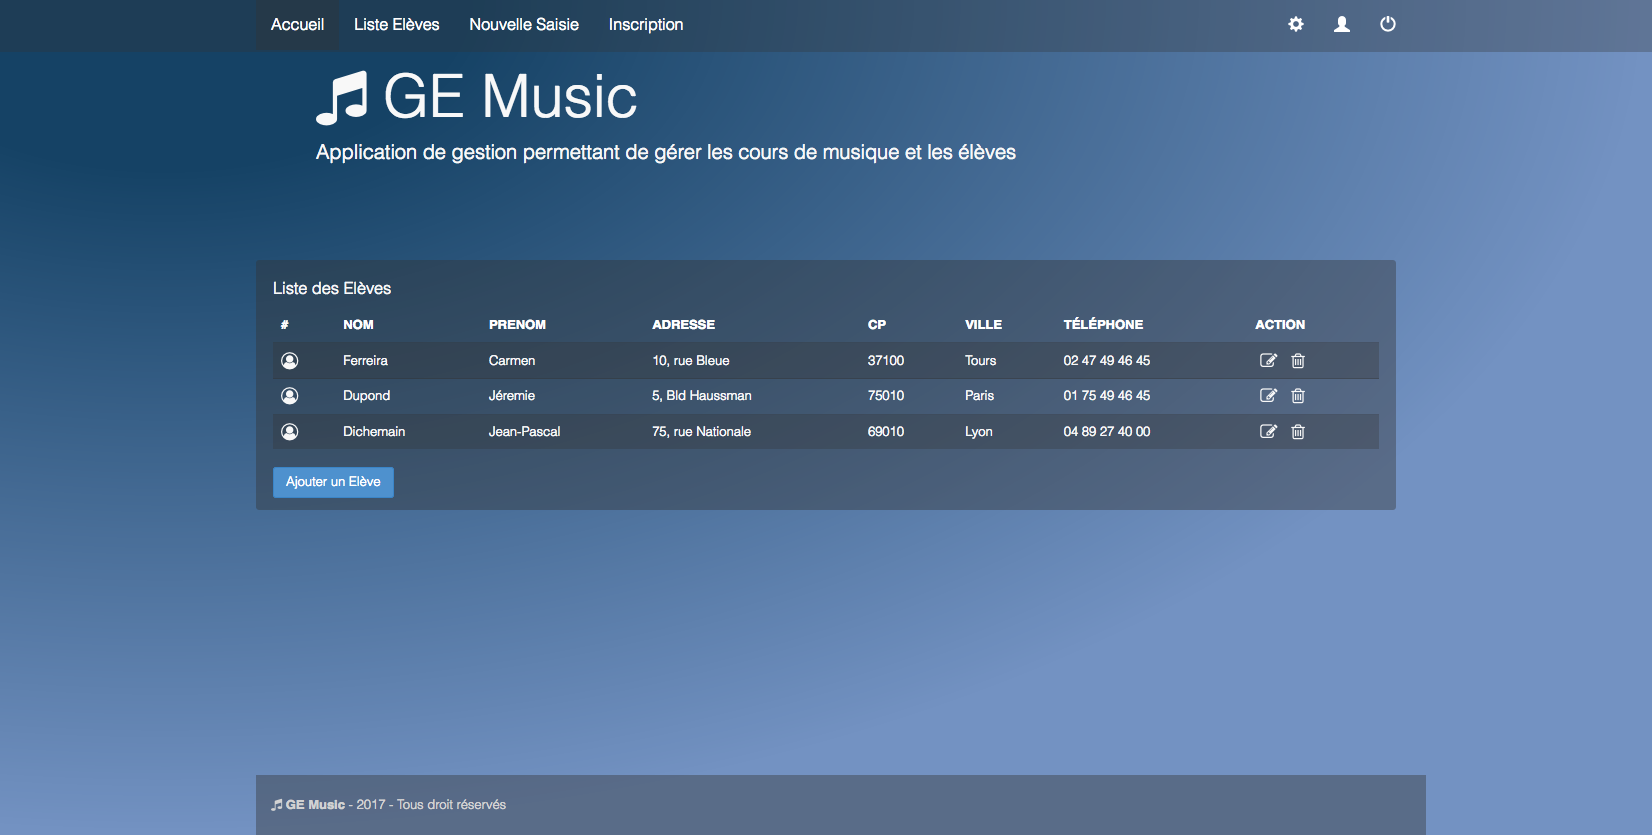 Accueil Liste Elèves Nouvelle Saisie Inscription
GE Music
Application de gestion permettant de gérer les cours de musique et les élèves
Liste des Elèves
# NOM PRENOM ADRESSE CP VILLE TÉLÉPHONE ACTION
Ferreira Carmen 10, rue Bleue 37100 Tours 02 47 49 46 45
Dupond Jéremie 5, Bld Haussman 75010 Paris 01 75 49 46 45
Dichemain Jean-Pascal 75, rue Nationale 69010 Lyon 04 89 27 40 00
Ajouter un Elève
GE Music - 2017 - Tous droit réservés